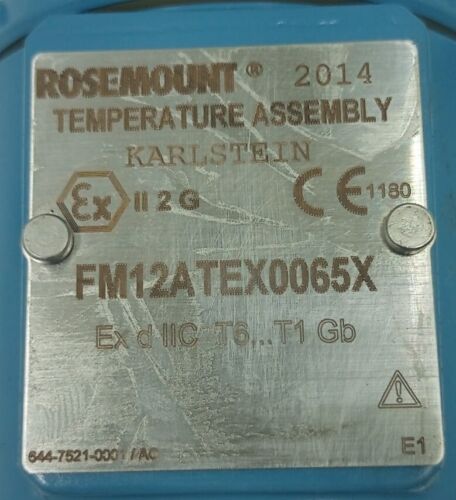 ROSEMOUNT® 2014
TEMPERATURE ASSEMBLY
KARLSTEIN
Ex II 2 G CE 1180
FM12ATEX0065X
Ex d IIC T6...T1 Gb
644-7521-0001 / AC E1